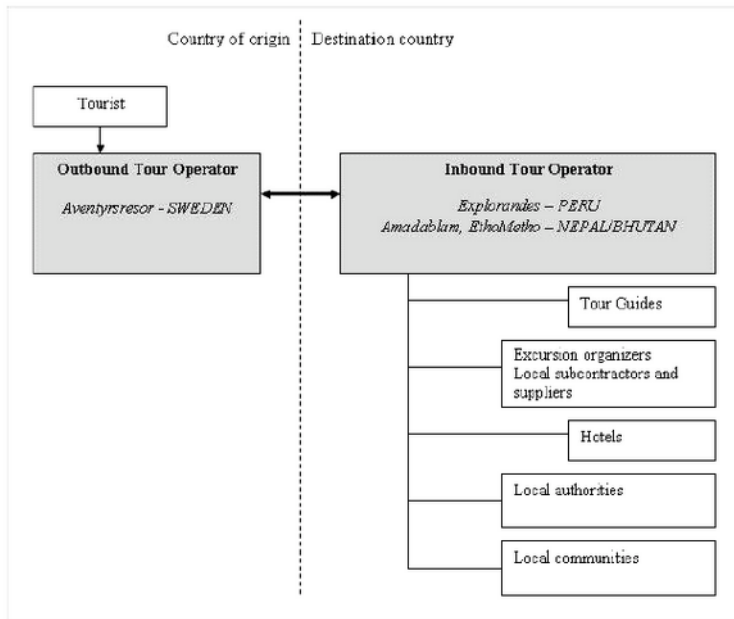 Country of origin
Destination country
Tourist
Outbound Tour Operator
Aventyrsresor - SWEDEN
Inbound Tour Operator
Explorandes – PERU
Amadablam, EthoMetho – NEPAL/BHUTAN
Tour Guides
Excursion organizers
Local subcontractors and
suppliers
Hotels
Local authorities
Local communities